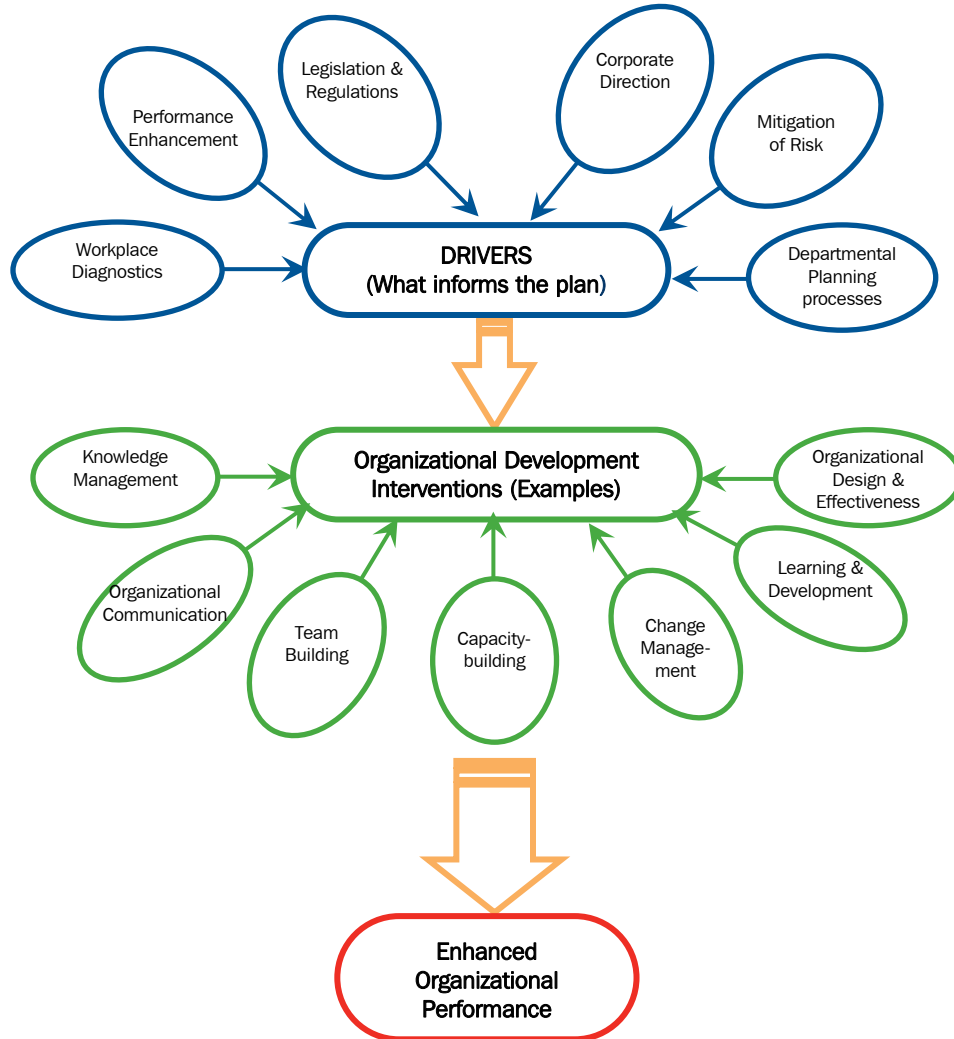 Legislation &
Regulations
Corporate
Direction
Performance
Enhancement
Mitigation
of Risk
Workplace
Diagnostics
DRIVERS
(What informs the plan)
Departmental
Planning
processes
Knowledge
Management
Organizational Development
Interventions (Examples)
Organizational
Design &
Effectiveness
Organizational
Communication
Team
Building
Capacity-
building
Change
Manage-
ment
Learning &
Development
Enhanced
Organizational
Performance